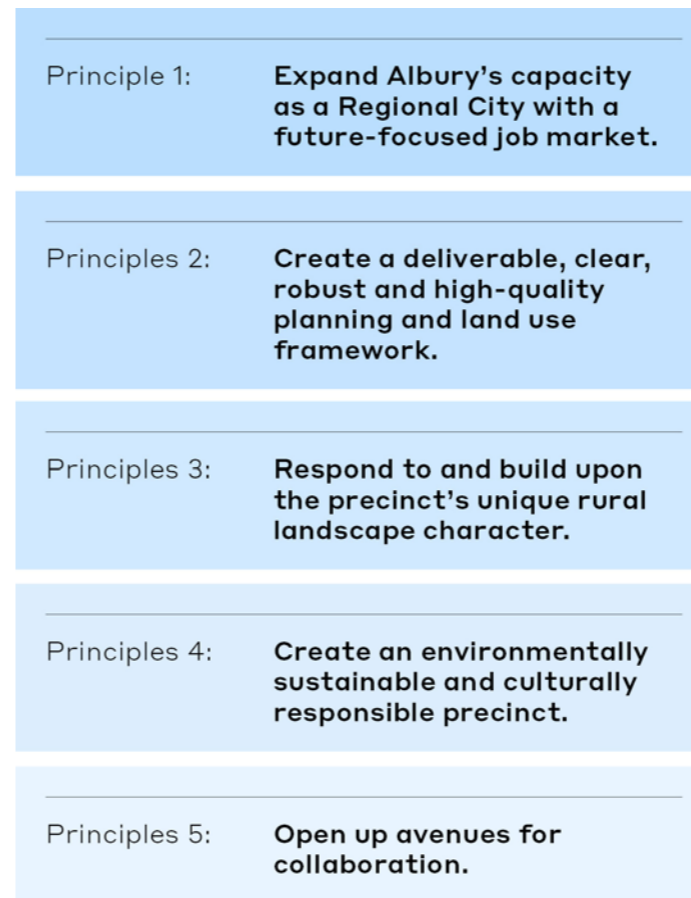 Principle 1:
Expand Albury's capacity
as a Regional City with a
future-focused job market.
Principles 2:
Create a deliverable, clear,
robust and high-quality
planning and land use
framework.
Principles 3:
Respond to and build upon
the precinct's unique rural
landscape character.
Principles 4:
Create an environmentally
sustainable and culturally
responsible precinct.
Principles 5:
Open up avenues for
collaboration.